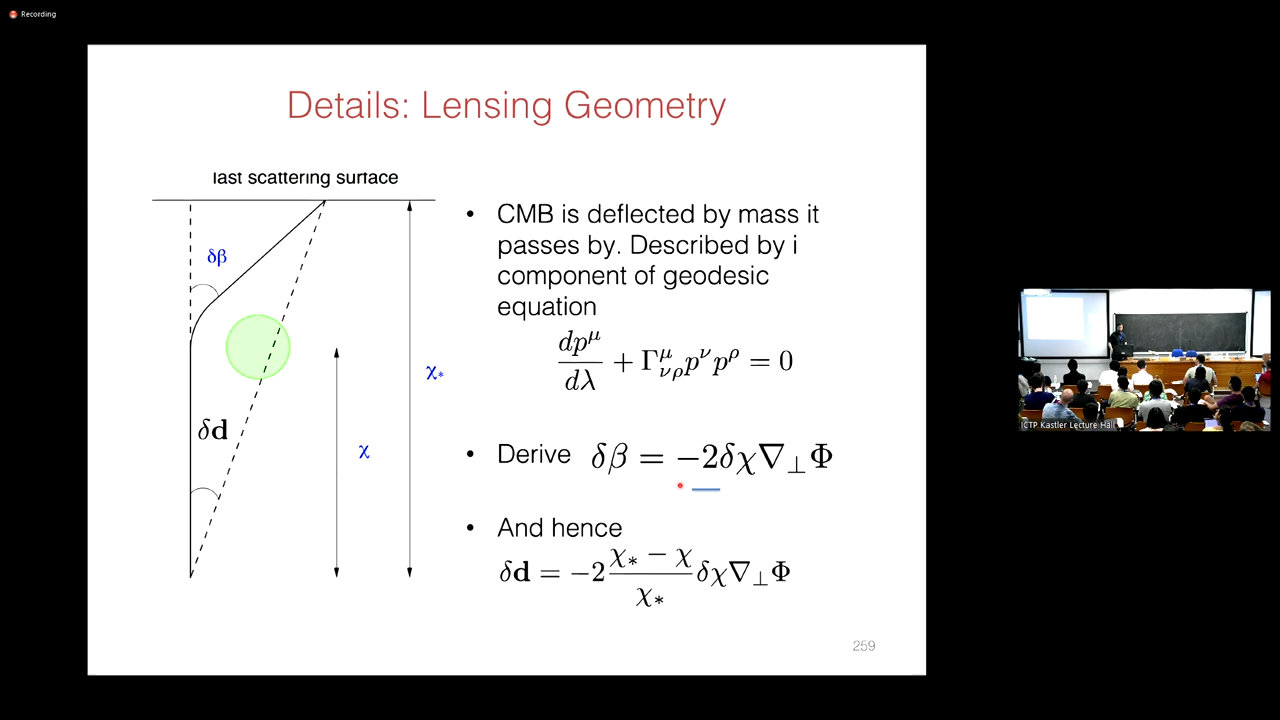 Recording
Details: Lensing Geometry
last scattering surface
δβ
δd
χ
χ*
• CMB is deflected by mass it
passes by. Described by i
component of geodesic
equation
dp^μ/dλ + Γ^μ_{νρ} p^ν p^ρ = 0
• Derive δβ = −2δχ∇⊥Φ
• And hence
δd = −2 (χ* − χ)/χ* δχ∇⊥Φ
259
ICTP Kastler Lecture Hall